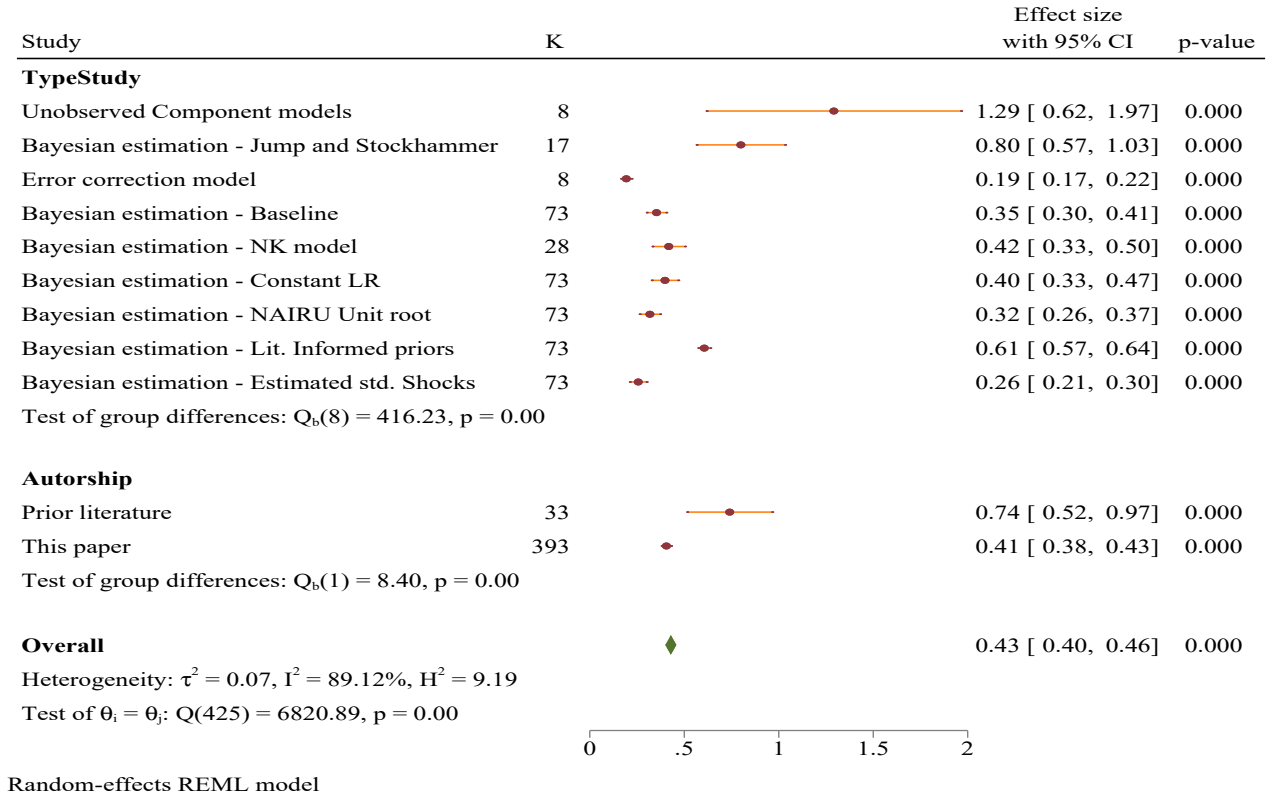 Effect size
Study K with 95% CI p-value
TypeStudy
Unobserved Component models 8 1.29 [ 0.62, 1.97] 0.000
Bayesian estimation - Jump and Stockhammer 17 0.80 [ 0.57, 1.03] 0.000
Error correction model 8 0.19 [ 0.17, 0.22] 0.000
Bayesian estimation - Baseline 73 0.35 [ 0.30, 0.41] 0.000
Bayesian estimation - NK model 28 0.42 [ 0.33, 0.50] 0.000
Bayesian estimation - Constant LR 73 0.40 [ 0.33, 0.47] 0.000
Bayesian estimation - NAIRU Unit root 73 0.32 [ 0.26, 0.37] 0.000
Bayesian estimation - Lit. Informed priors 73 0.61 [ 0.57, 0.64] 0.000
Bayesian estimation - Estimated std. Shocks 73 0.26 [ 0.21, 0.30] 0.000
Test of group differences: Q_b(8) = 416.23, p = 0.00
Autorship
Prior literature 33 0.74 [ 0.52, 0.97] 0.000
This paper 393 0.41 [ 0.38, 0.43] 0.000
Test of group differences: Q_b(1) = 8.40, p = 0.00
Overall 0.43 [ 0.40, 0.46] 0.000
Heterogeneity: τ² = 0.07, I² = 89.12%, H² = 9.19
Test of θᵢ = θⱼ: Q(425) = 6820.89, p = 0.00
0 .5 1 1.5 2
Random-effects REML model